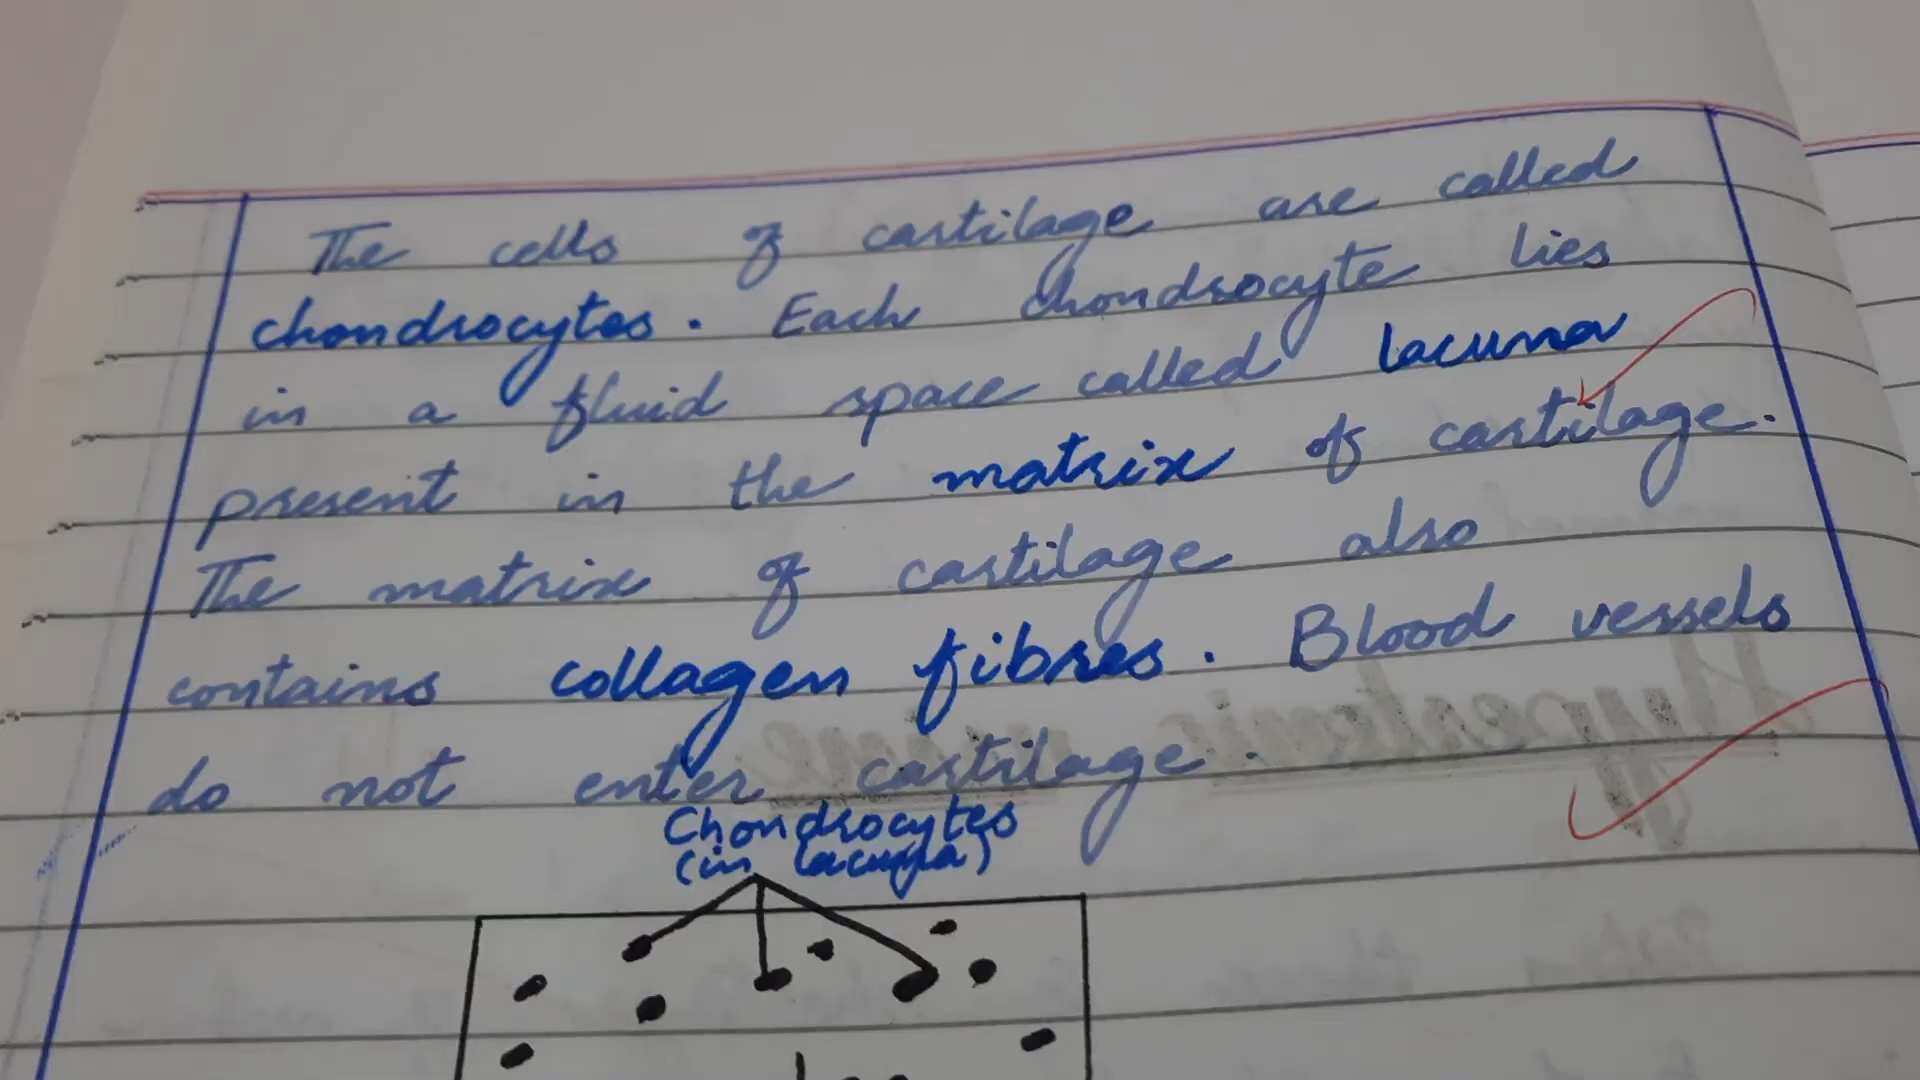 The cells of cartilage are called
chondrocytes. Each chondrocyte lies
in a fluid space called lacuna
present in the matrix of cartilage.
The matrix of cartilage also
contains collagen fibres. Blood vessels
do not enter cartilage.
Chondrocytes
(in lacuna)